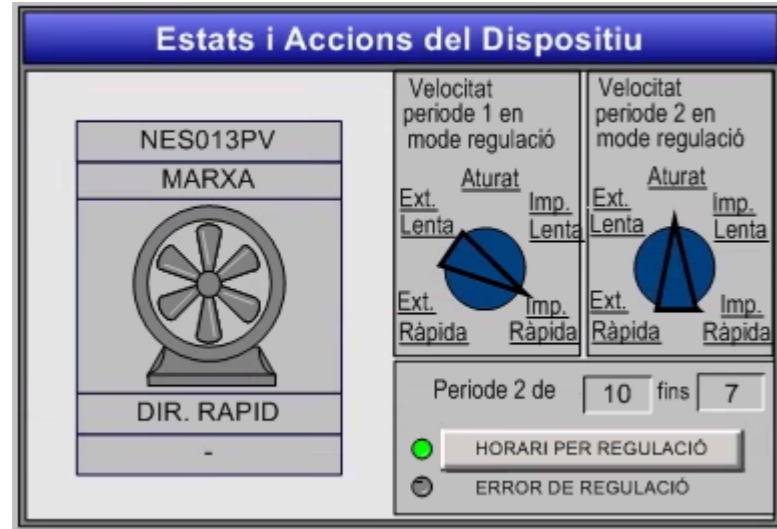 Estats i Accions del Dispositiu
NES013PV
MARXA
DIR. RAPID
-
Velocitat
periode 1 en
mode regulació
Aturat
Ext.
Lenta
Imp.
Lenta
Ext.
Ràpida
Imp.
Ràpida
Velocitat
periode 2 en
mode regulació
Aturat
Ext.
Lenta
Imp.
Lenta
Ext.
Ràpida
Imp.
Ràpida
Periode 2 de 10 fins 7
HORARI PER REGULACIÓ
ERROR DE REGULACIÓ